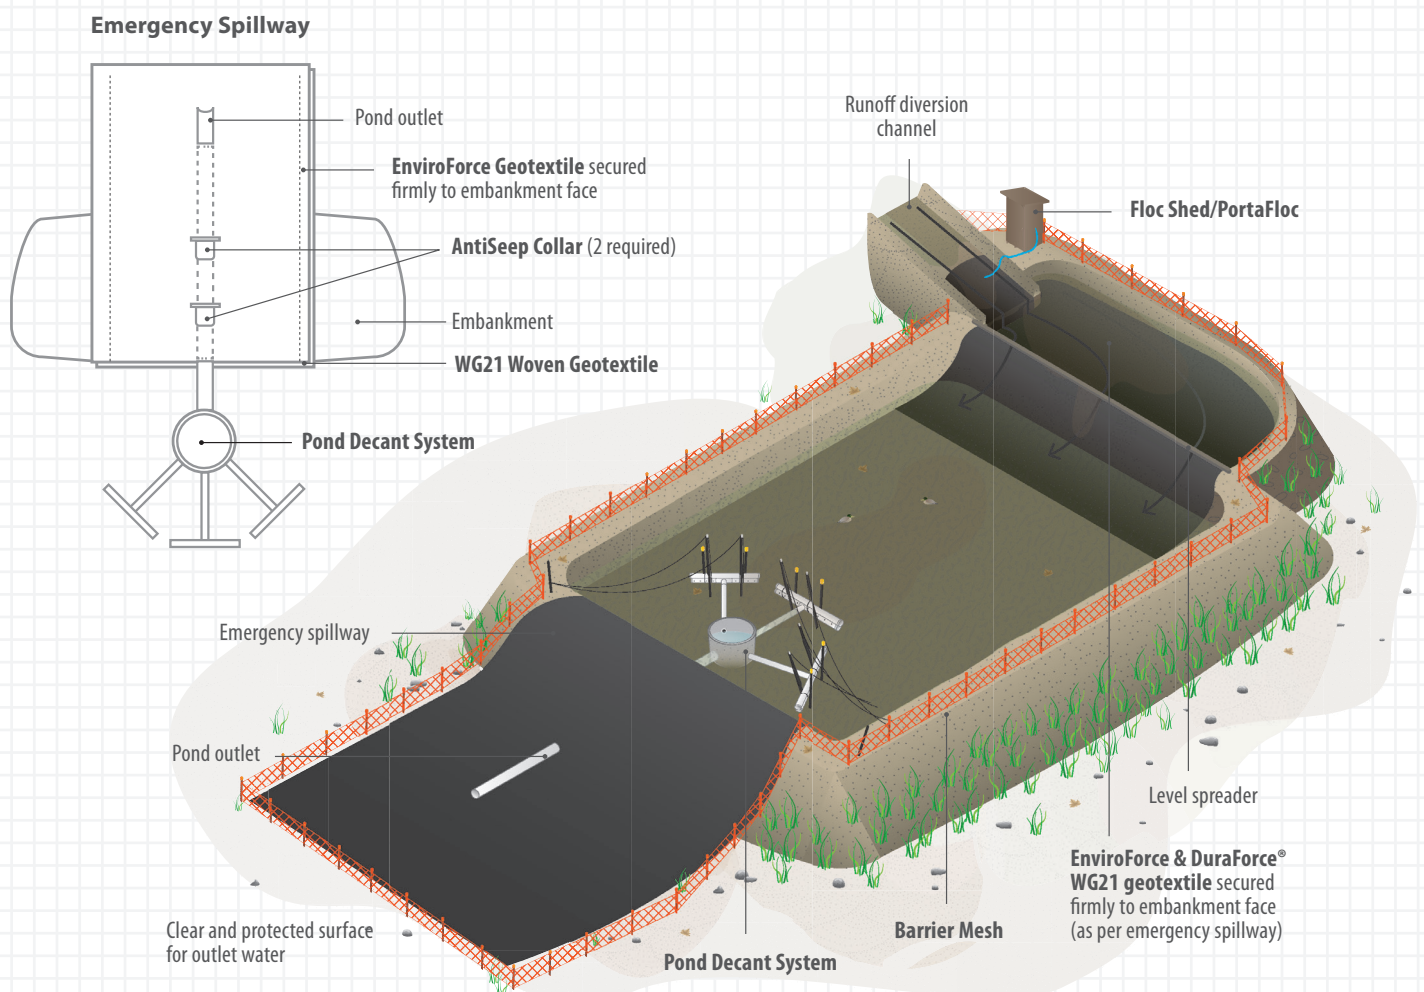 Emergency Spillway
Pond outlet
EnviroForce Geotextile secured
firmly to embankment face
AntiSeep Collar (2 required)
Embankment
WG21 Woven Geotextile
Pond Decant System
Runoff diversion
channel
Floc Shed/PortaFloc
Emergency spillway
Pond outlet
Clear and protected surface
for outlet water
Pond Decant System
Barrier Mesh
Level spreader
EnviroForce & DuraForce®
WG21 geotextile secured
firmly to embankment face
(as per emergency spillway)